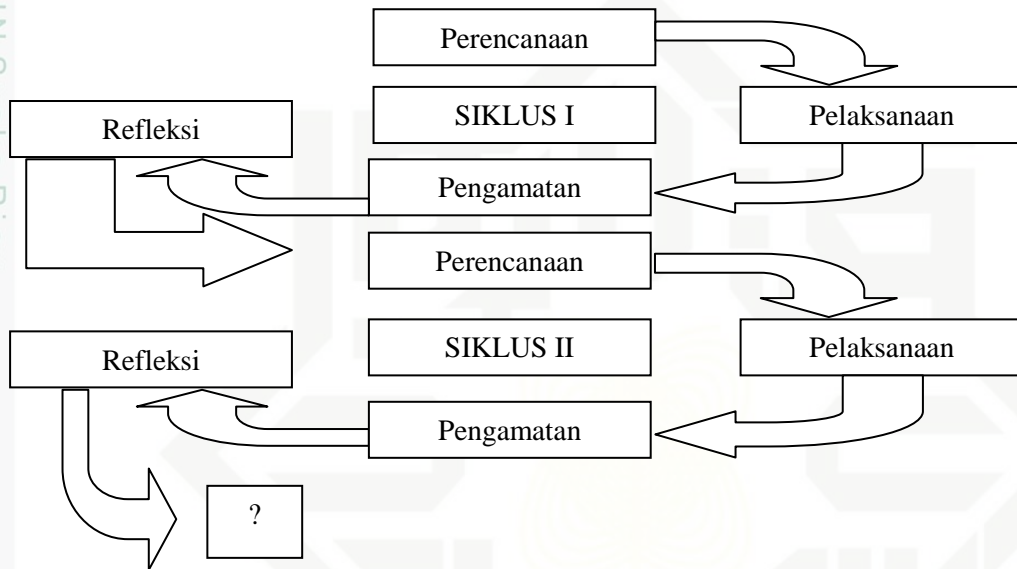 Perencanaan
Refleksi
SIKLUS I
Pelaksanaan
Pengamatan
Perencanaan
Refleksi
SIKLUS II
Pelaksanaan
Pengamatan
?